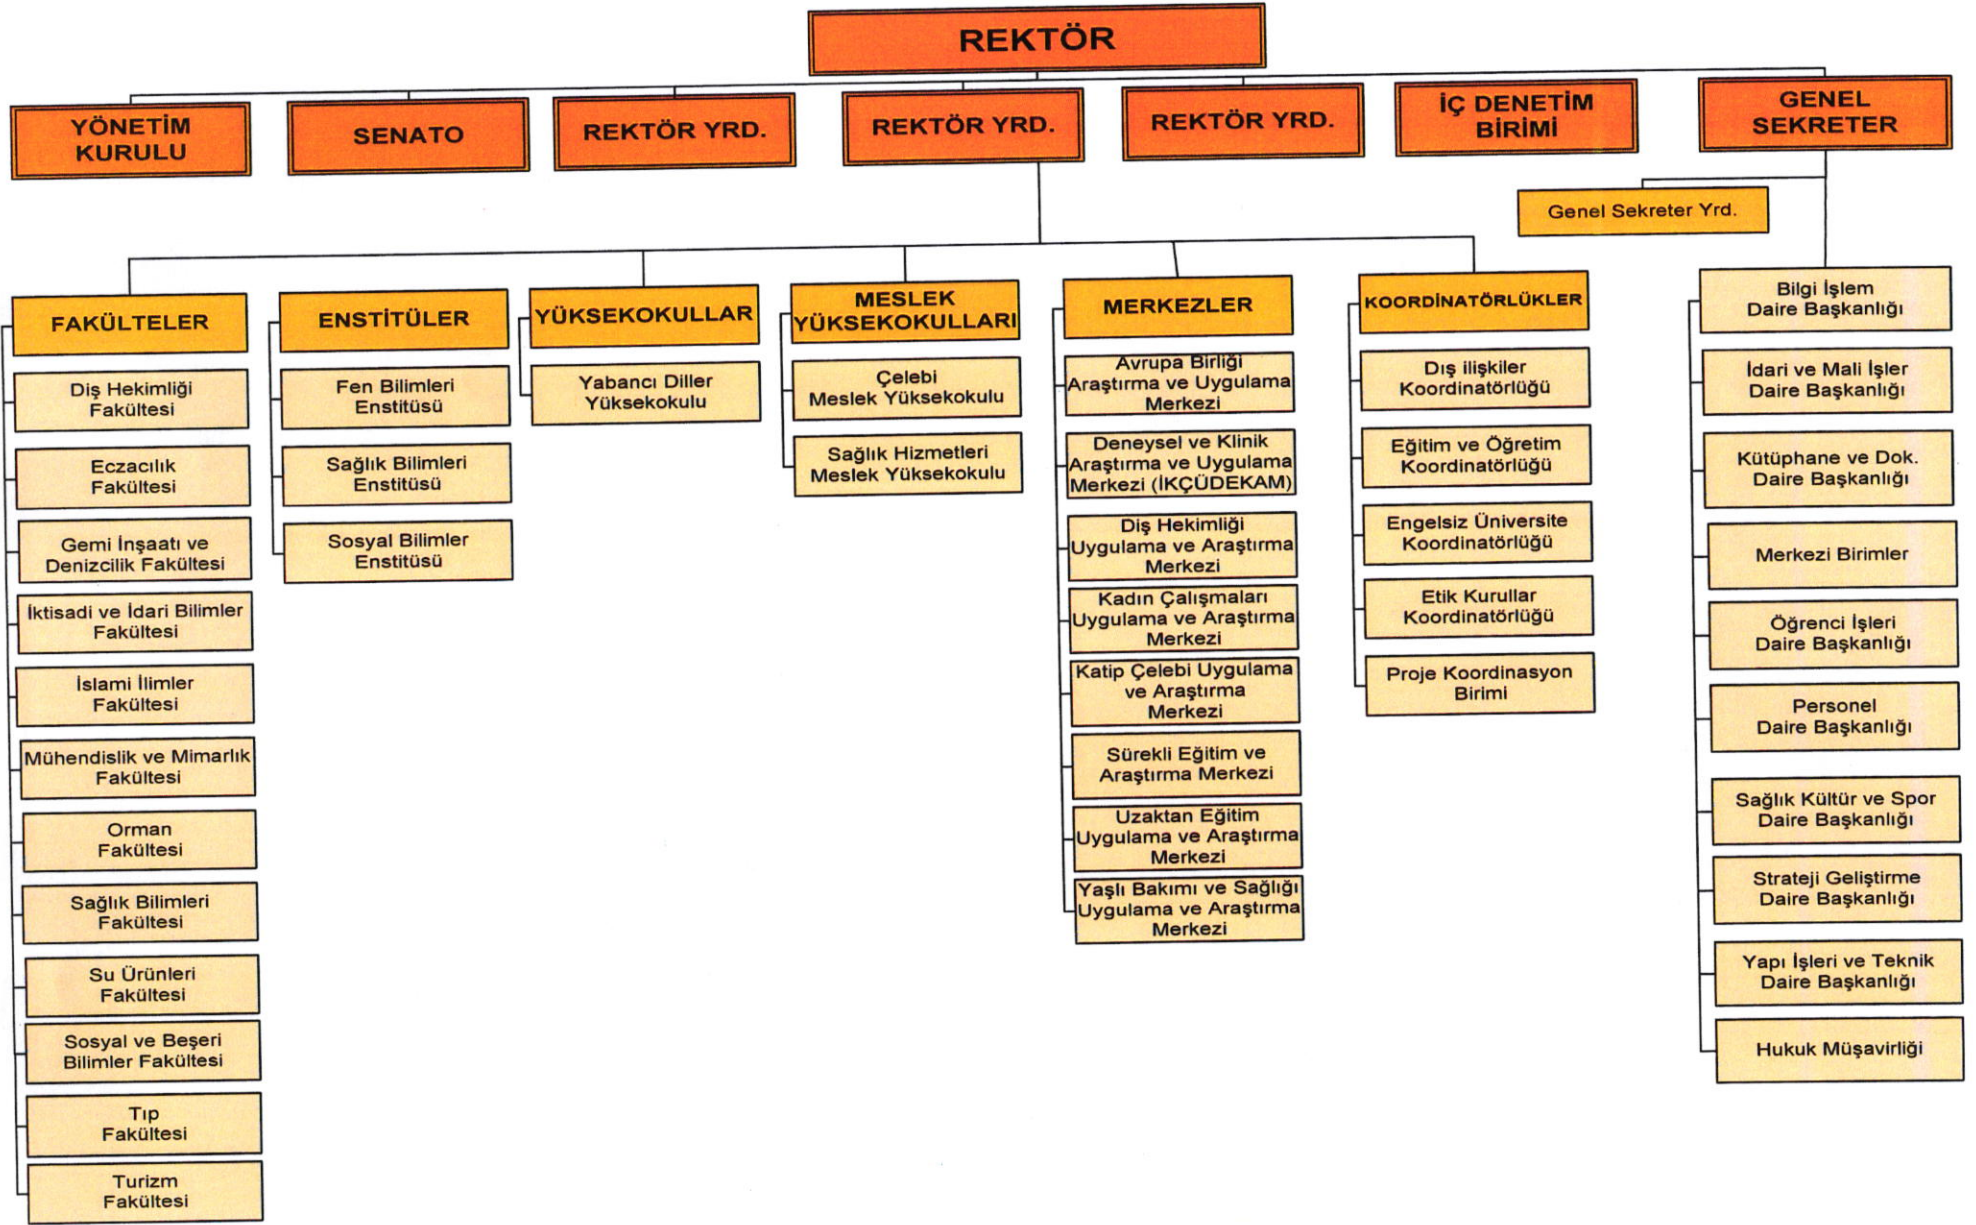 REKTÖR
YÖNETİM
KURULU
SENATO
REKTÖR YRD.
REKTÖR YRD.
REKTÖR YRD.
İÇ DENETİM
BİRİMİ
GENEL
SEKRETER
Genel Sekreter Yrd.
FAKÜLTELER
Diş Hekimliği
Fakültesi
Eczacılık
Fakültesi
Gemi İnşaatı ve
Denizcilik Fakültesi
İktisadi ve İdari Bilimler
Fakültesi
İslami İlimler
Fakültesi
Mühendislik ve Mimarlık
Fakültesi
Orman
Fakültesi
Sağlık Bilimleri
Fakültesi
Su Ürünleri
Fakültesi
Sosyal ve Beşeri
Bilimler Fakültesi
Tıp
Fakültesi
Turizm
Fakültesi
ENSTİTÜLER
Fen Bilimleri
Enstitüsü
Sağlık Bilimleri
Enstitüsü
Sosyal Bilimler
Enstitüsü
YÜKSEKOKULLAR
Yabancı Diller
Yüksekokulu
MESLEK
YÜKSEKOKULLARI
Çelebi
Meslek Yüksekokulu
Sağlık Hizmetleri
Meslek Yüksekokulu
MERKEZLER
Avrupa Birliği
Araştırma ve Uygulama
Merkezi
Deneysel ve Klinik
Araştırma ve Uygulama
Merkezi (İKÇÜDEKAM)
Diş Hekimliği
Uygulama ve Araştırma
Merkezi
Kadın Çalışmaları
Uygulama ve Araştırma
Merkezi
Katip Çelebi Uygulama
ve Araştırma
Merkezi
Sürekli Eğitim ve
Araştırma Merkezi
Uzaktan Eğitim
Uygulama ve Araştırma
Merkezi
Yaşlı Bakımı ve Sağlığı
Uygulama ve Araştırma
Merkezi
KOORDİNATÖRLÜKLER
Dış ilişkiler
Koordinatörlüğü
Eğitim ve Öğretim
Koordinatörlüğü
Engelsiz Üniversite
Koordinatörlüğü
Etik Kurullar
Koordinatörlüğü
Proje Koordinasyon
Birimi
Bilgi İşlem
Daire Başkanlığı
İdari ve Mali İşler
Daire Başkanlığı
Kütüphane ve Dok.
Daire Başkanlığı
Merkezi Birimler
Öğrenci İşleri
Daire Başkanlığı
Personel
Daire Başkanlığı
Sağlık Kültür ve Spor
Daire Başkanlığı
Strateji Geliştirme
Daire Başkanlığı
Yapı İşleri ve Teknik
Daire Başkanlığı
Hukuk Müşavirliği